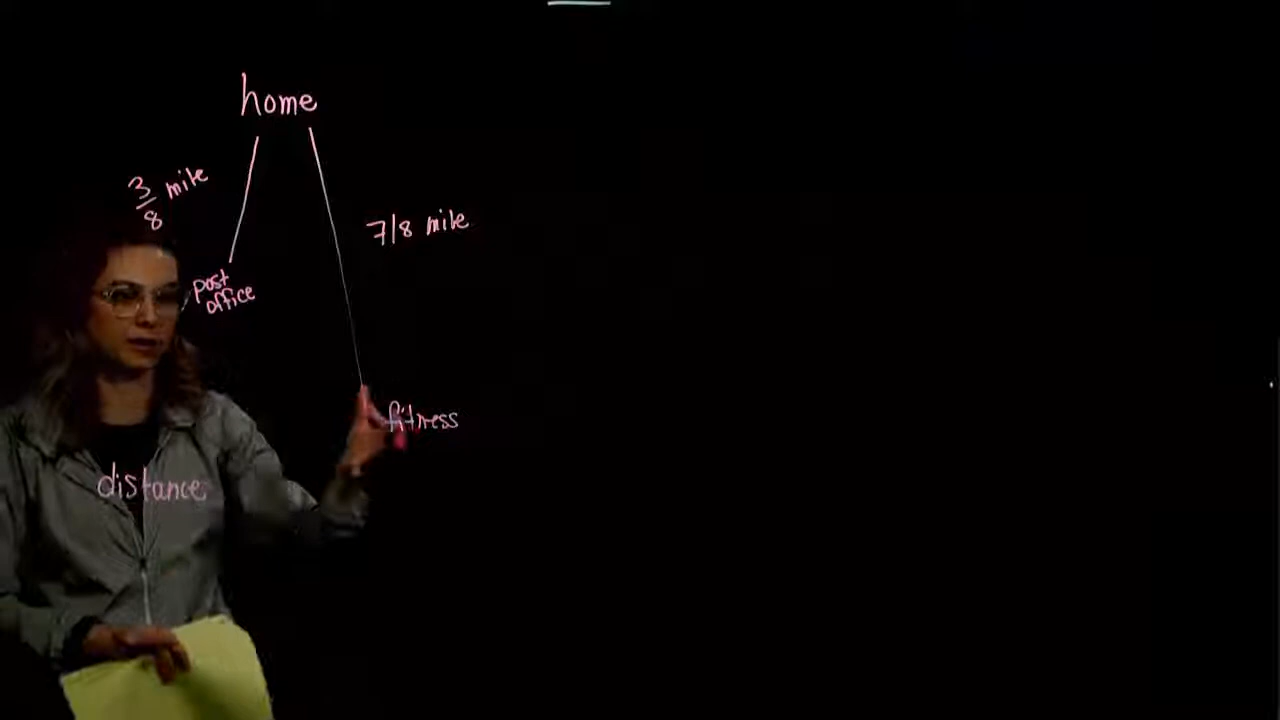 home
3/8 mile
7/8 mile
post
office
fitness
distance